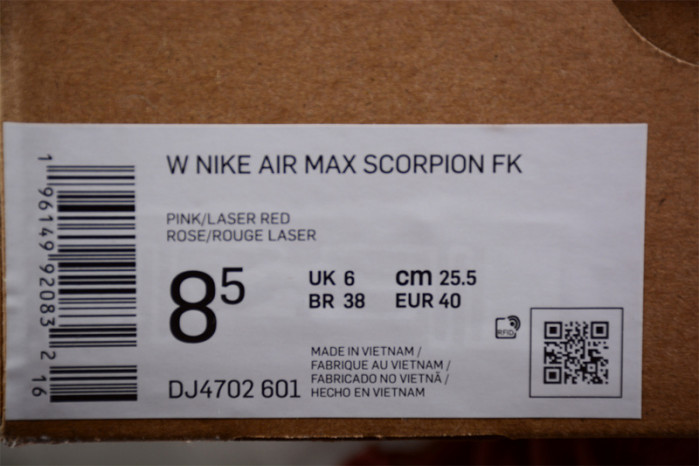 W NIKE AIR MAX SCORPION FK
PINK/LASER RED
ROSE/ROUGE LASER
8 5
UK 6 cm 25.5
BR 38 EUR 40
RFID
MADE IN VIETNAM /
FABRIQUE AU VIETNAM /
FABRICADO NO VIETNÃ /
HECHO EN VIETNAM
DJ4702 601
1 96149 92083 2 16